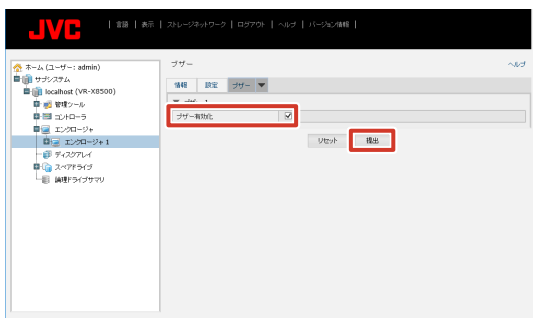 JVC
| 言語 | 表示 | ストレージネットワーク | ログアウト | ヘルプ | バージョン情報 |
ホーム (ユーザー: admin)
サブシステム
localhost (VR-X8500)
管理ツール
コントローラ
エンクロージャ
エンクロージャ 1
ディスクアレイ
スペアドライブ
論理ドライブサマリ
ブザー
ヘルプ
情報 設定 ブザー
ブザー有効化
リセット 提出